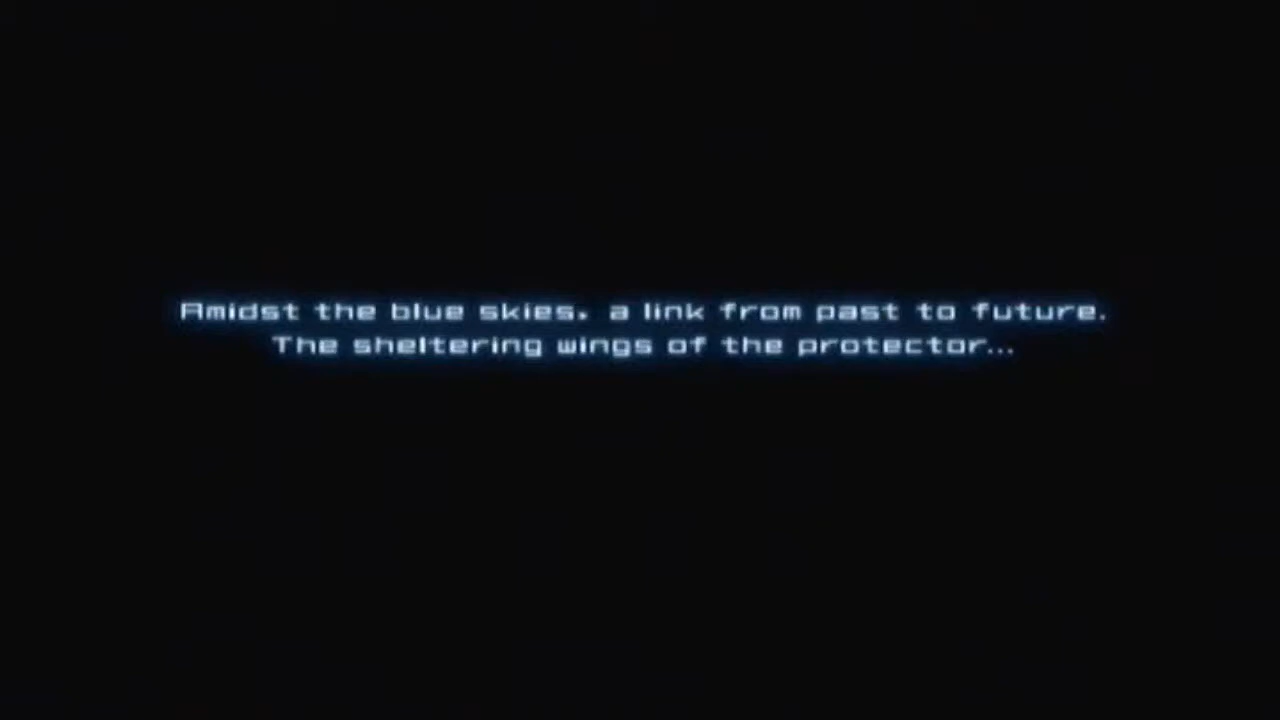 Amidst the blue skies, a link from past to future.
The sheltering wings of the protector...